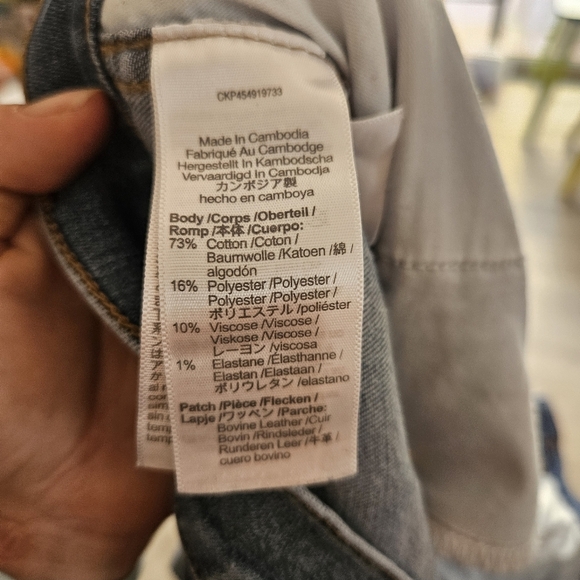 CKP454919733
Made In Cambodia
Fabriqué Au Cambodge
Hergestellt In Kambodscha
Vervaardigd In Cambodja
カンボジア製
hecho en camboya
Body /Corps /Oberteil /
Romp /本体 /Cuerpo:
73% Cotton /Coton /
Baumwolle /Katoen /綿 /
algodón
16% Polyester /Polyester /
Polyester /Polyester /
ポリエステル /poliéster
10% Viscose /Viscose /
Viskose /Viscose /
レーヨン /viscosa
1% Elastane /Élasthanne /
Elastan /Elastaan /
ポリウレタン /elastano
Patch /Pièce /Flecken /
Lapje /ワッペン /Parche:
Bovine Leather /Cuir
Bovin /Rindsleder /
Runderen Leer /牛革 /
cuero bovino